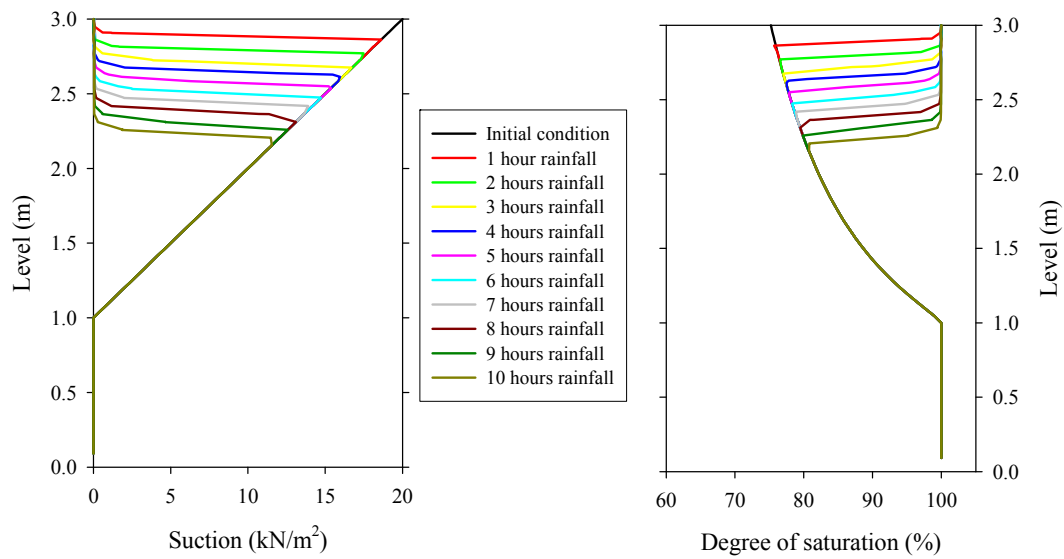 3.0
2.5
2.0
1.5
1.0
0.5
0.0
Level (m)
0 5 10 15 20
Suction (kN/m²)
Initial condition
1 hour rainfall
2 hours rainfall
3 hours rainfall
4 hours rainfall
5 hours rainfall
6 hours rainfall
7 hours rainfall
8 hours rainfall
9 hours rainfall
10 hours rainfall
3.0
2.5
2.0
1.5
1.0
0.5
0.0
Level (m)
60 70 80 90 100
Degree of saturation (%)